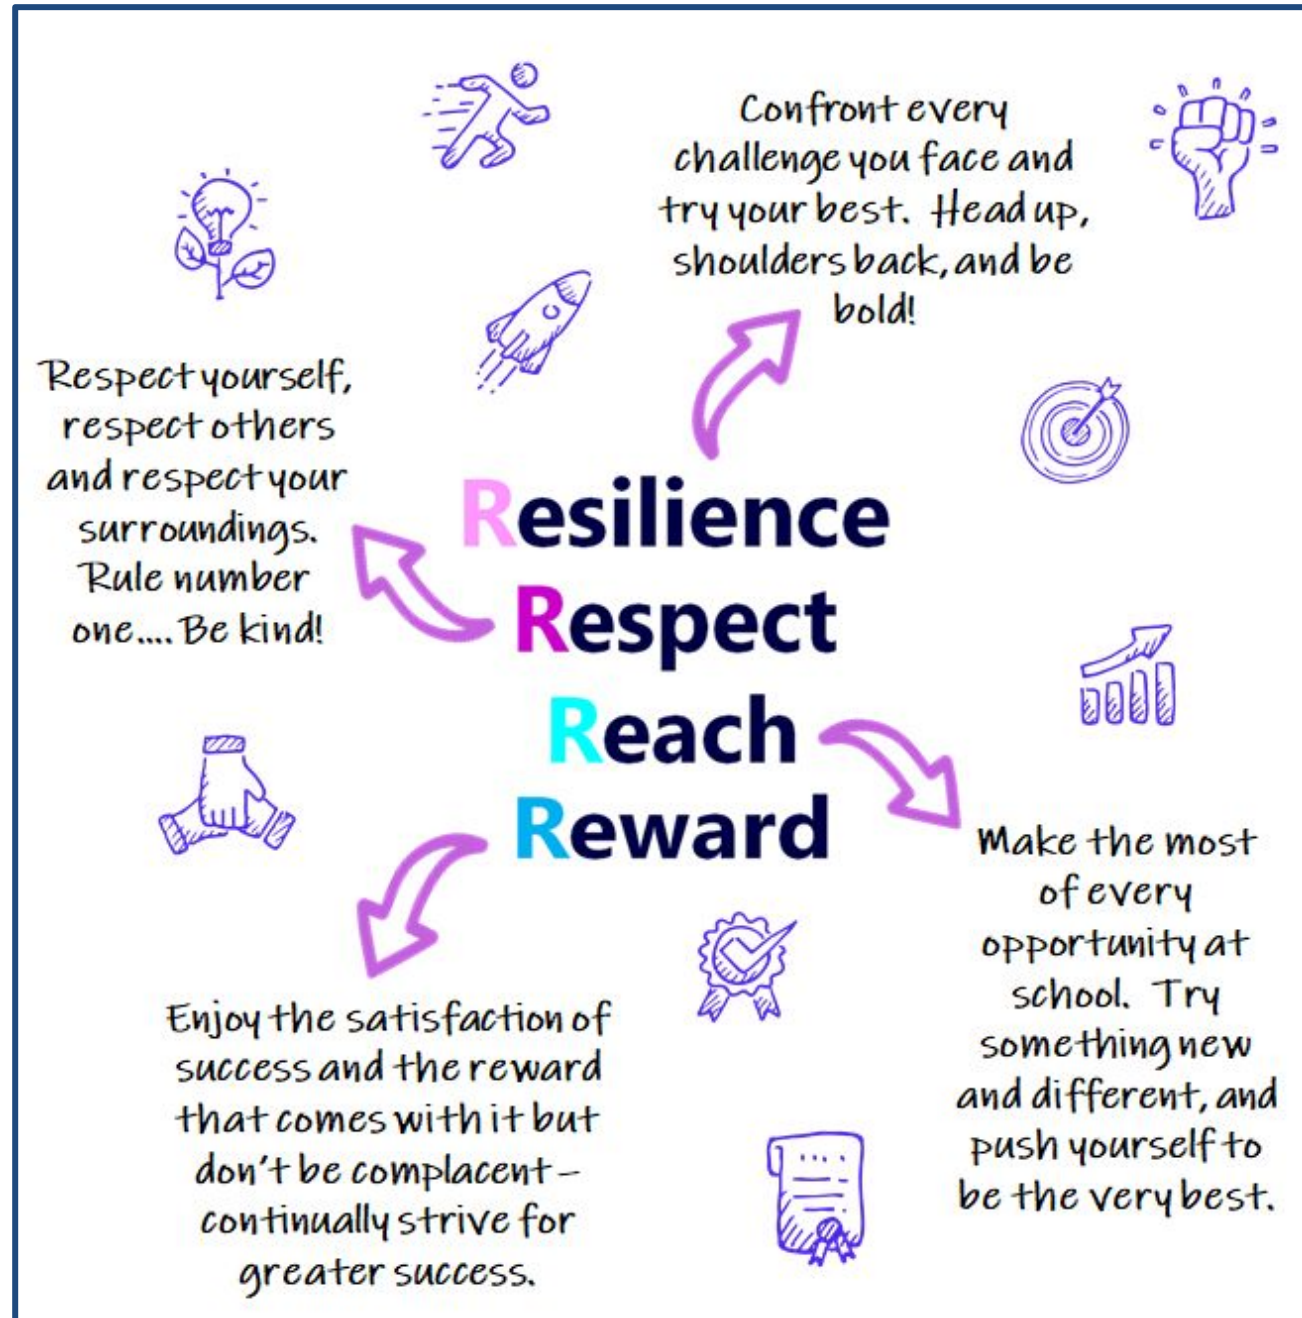 Confront every
challenge you face and
try your best.  Head up,
shoulders back, and be
bold!
Respect yourself,
respect others
and respect your
surroundings.
Rule number
one.... Be kind!
Resilience
Respect
Reach
Reward
Make the most
of every
opportunity at
school.  Try
something new
and different, and
push yourself to
be the very best.
Enjoy the satisfaction of
success and the reward
that comes with it but
don't be complacent –
continually strive for
greater success.